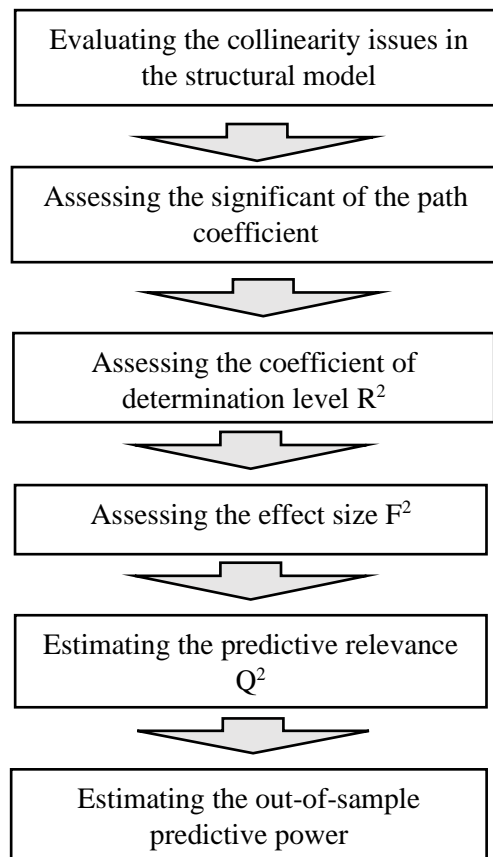 Evaluating the collinearity issues in
the structural model
Assessing the significant of the path
coefficient
Assessing the coefficient of
determination level R²
Assessing the effect size F²
Estimating the predictive relevance
Q²
Estimating the out-of-sample
predictive power